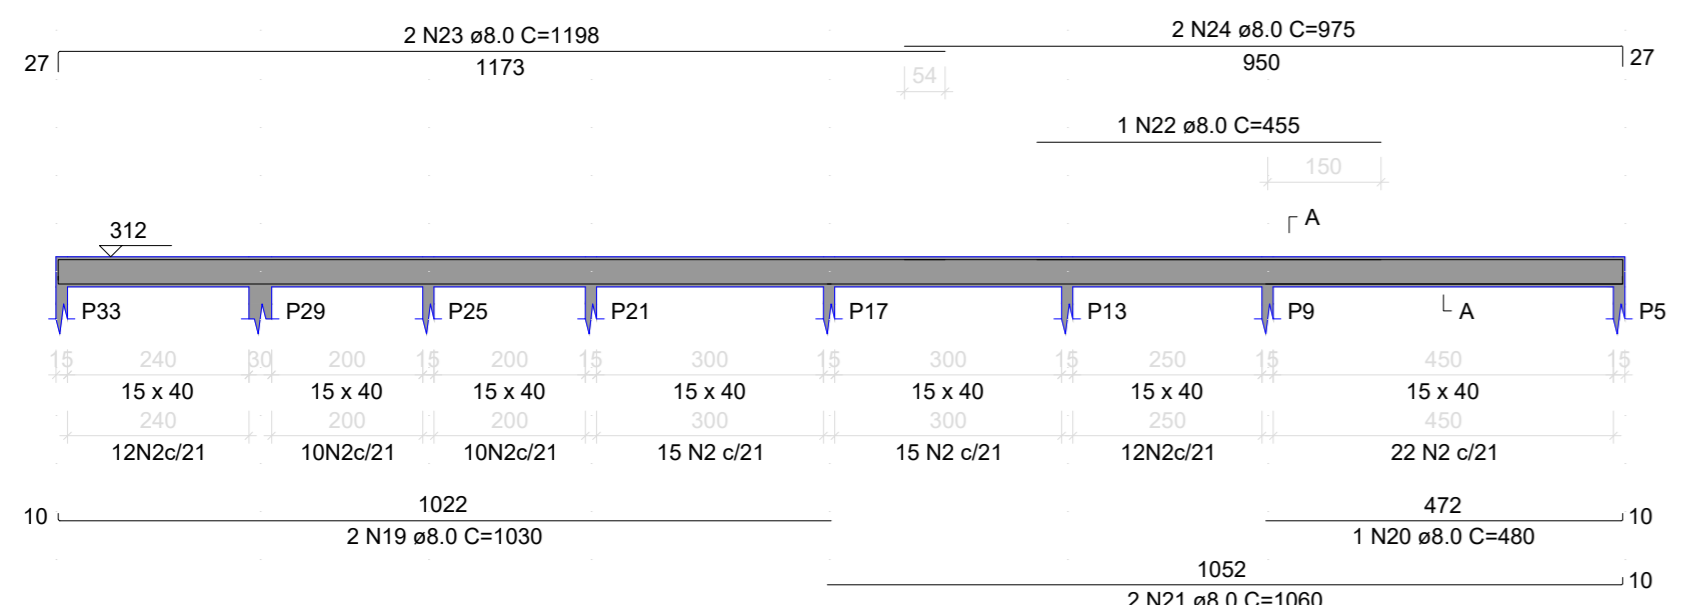 2 N23 ø8.0 C=1198
2 N24 ø8.0 C=975
27
1173
950
27
54
1 N22 ø8.0 C=455
150
A
312
P33
P29
P25
P21
P17
P13
P9
A
P5
15 240 30 200 15 200 15 300 15 300 15 250 15 450 15
15 x 40 15 x 40 15 x 40 15 x 40 15 x 40 15 x 40 15 x 40
240 200 200 300 300 250 450
12N2c/21 10N2c/21 10N2c/21 15 N2 c/21 15 N2 c/21 12N2c/21 22 N2 c/21
10
1022
472
10
2 N19 ø8.0 C=1030
1 N20 ø8.0 C=480
1052
10
2 N21 ø8.0 C=1060